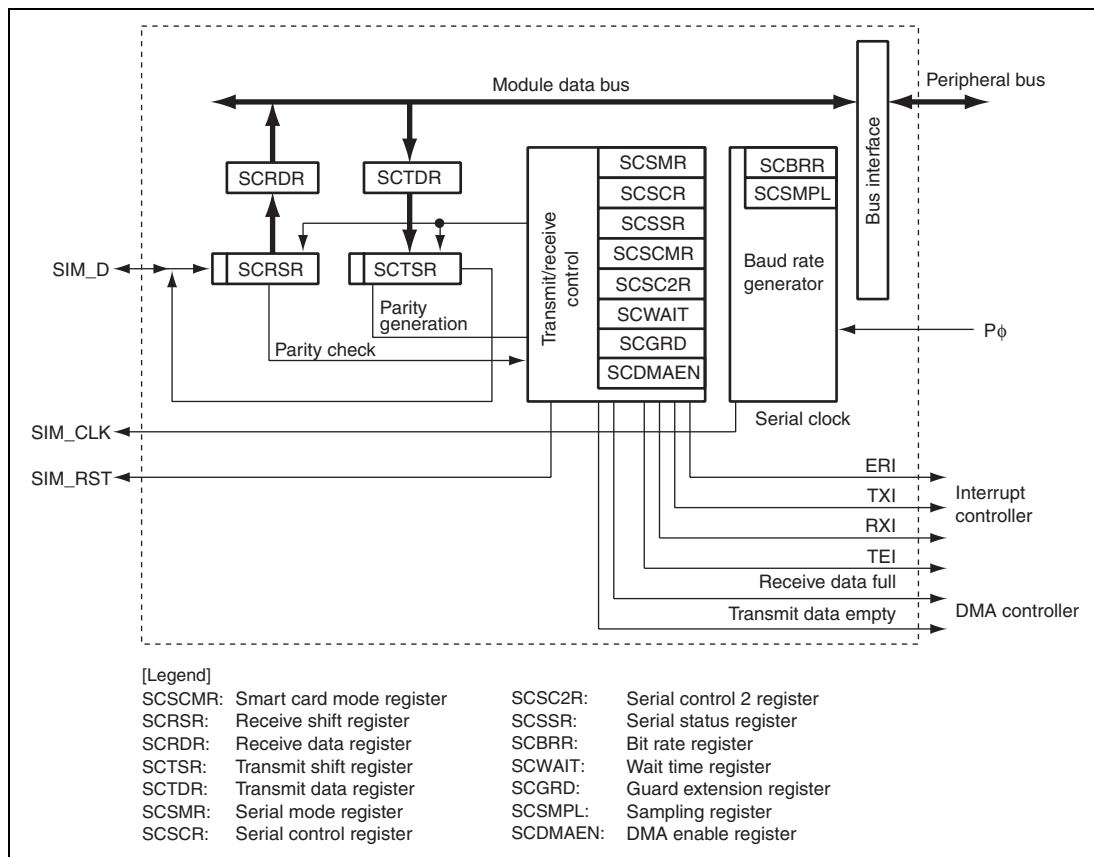 Module data bus
Peripheral bus
Bus interface
SCRDR
SCTDR
SCRSR
SCTSR
SIM_D
Parity
generation
Parity check
Transmit/receive
control
SCSMR
SCSCR
SCSSR
SCSCMR
SCSC2R
SCWAIT
SCGRD
SCDMAEN
SCBRR
SCSMPL
Baud rate
generator
Pϕ
Serial clock
SIM_CLK
SIM_RST
ERI
TXI
RXI
TEI
Interrupt
controller
Receive data full
Transmit data empty
DMA controller
[Legend]
SCSCMR: Smart card mode register
SCRSR: Receive shift register
SCRDR: Receive data register
SCTSR: Transmit shift register
SCTDR: Transmit data register
SCSMR: Serial mode register
SCSCR: Serial control register
SCSC2R: Serial control 2 register
SCSSR: Serial status register
SCBRR: Bit rate register
SCWAIT: Wait time register
SCGRD: Guard extension register
SCSMPL: Sampling register
SCDMAEN: DMA enable register